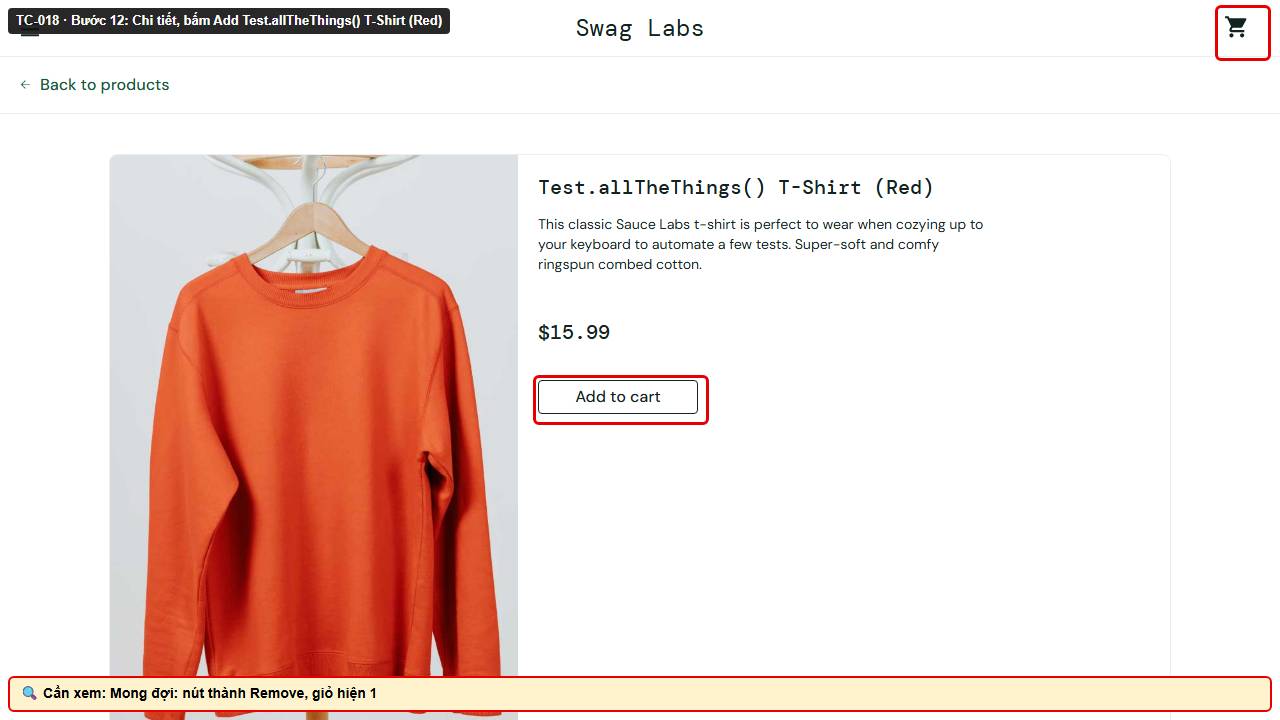 TC-018 · Bước 12: Chi tiết, bấm Add Test.allTheThings() T-Shirt (Red)
Swag Labs
Back to products
Test.allTheThings() T-Shirt (Red)
This classic Sauce Labs t-shirt is perfect to wear when cozying up to
your keyboard to automate a few tests. Super-soft and comfy
ringspun combed cotton.
$15.99
Add to cart
Cần xem: Mong đợi: nút thành Remove, giỏ hiện 1